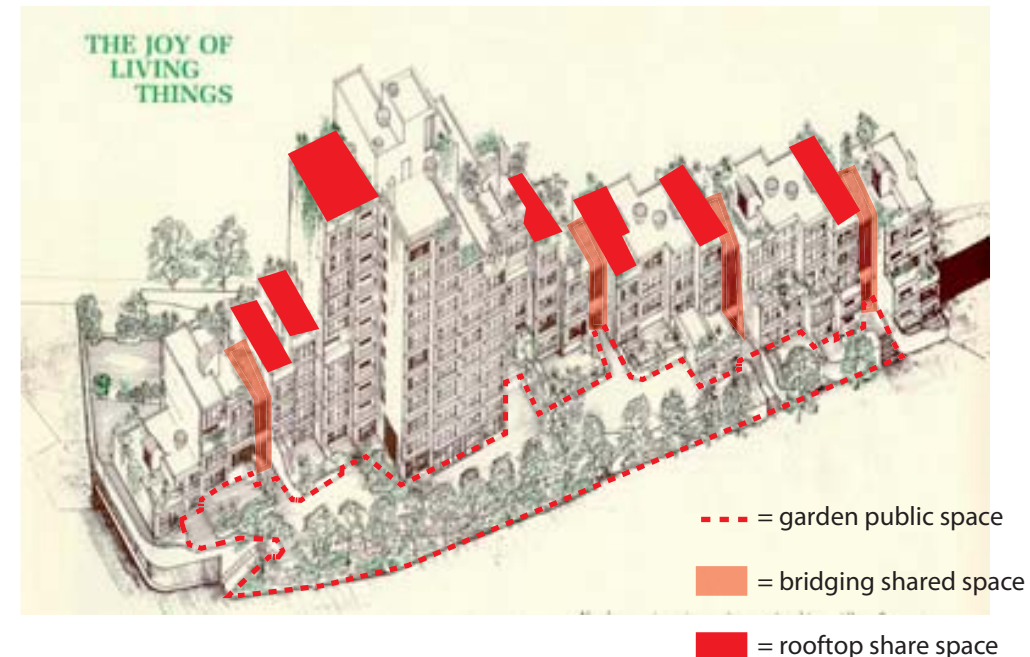 THE JOY OF
LIVING
THINGS
= garden public space
= bridging shared space
= rooftop share space